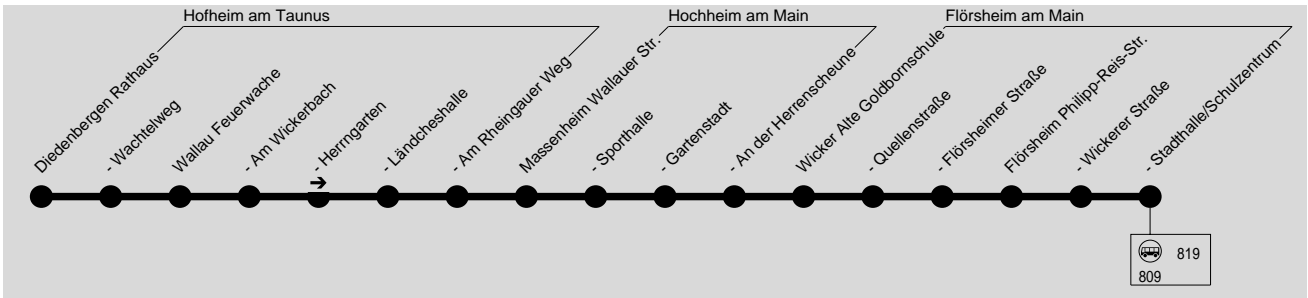 Hofheim am Taunus
Hochheim am Main
Flörsheim am Main
Diedenbergen Rathaus
- Wachtelweg
Wallau Feuerwache
- Am Wickerbach
- Herrngarten
- Ländcheshalle
- Am Rheingauer Weg
Massenheim Wallauer Str.
- Sporthalle
- Gartenstadt
- An der Herrenscheune
Wicker Alte Goldbornschule
- Quellenstraße
- Flörsheimer Straße
Flörsheim Philipp-Reis-Str.
- Wickerer Straße
- Stadthalle/Schulzentrum
➔
819
809